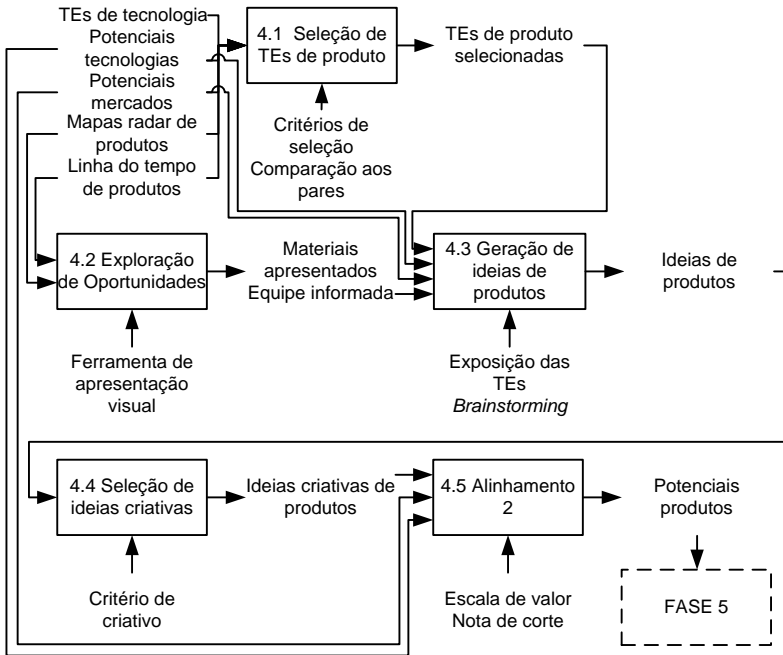 TEs de tecnologia
Potenciais
tecnologias
Potenciais
mercados
Mapas radar de
produtos
Linha do tempo
de produtos
4.1 Seleção de
TEs de produto
TEs de produto
selecionadas
Critérios de
seleção
Comparação aos
pares
4.2 Exploração
de Oportunidades
Materiais
apresentados
Equipe informada
4.3 Geração de
ideias de
produtos
Ideias de
produtos
Ferramenta de
apresentação
visual
Exposição das
TEs
Brainstorming
4.4 Seleção de
ideias criativas
Ideias criativas de
produtos
4.5 Alinhamento
2
Potenciais
produtos
Critério de
criativo
Escala de valor
Nota de corte
FASE 5